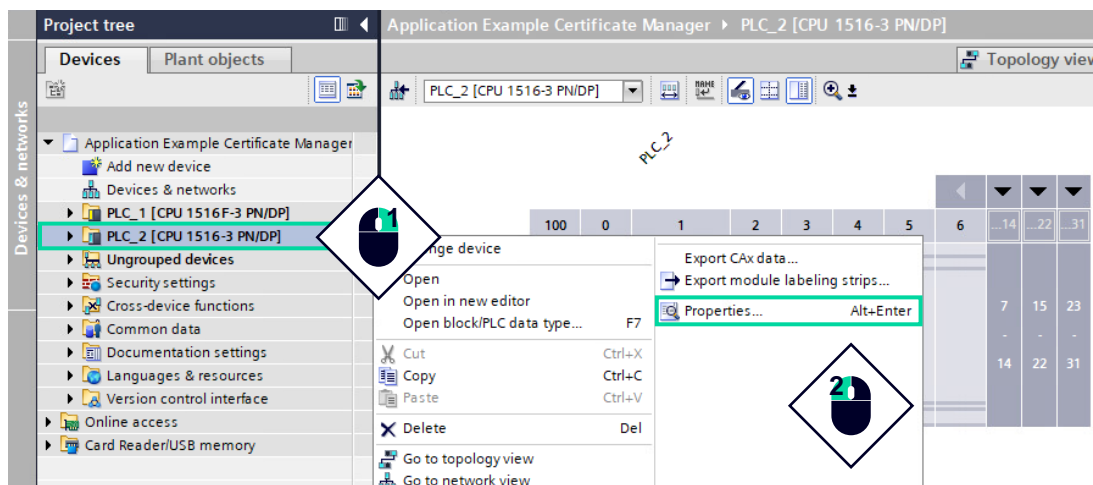 Project tree
Application Example Certificate Manager ▸ PLC_2 [CPU 1516-3 PN/DP]
Devices
Plant objects
Topology view
PLC_2 [CPU 1516-3 PN/DP]
NAME
Devices & networks
PLC_2
Application Example Certificate Manager
Add new device
Devices & networks
PLC_1 [CPU 1516F-3 PN/DP]
PLC_2 [CPU 1516-3 PN/DP]
Ungrouped devices
Security settings
Cross-device functions
Common data
Documentation settings
Languages & resources
Version control interface
Online access
Card Reader/USB memory
1
100 0 1 2 3 4 5 6 ...14 ...22 ...31
7 15 23
- - -
14 22 31
device
Open
Open in new editor
Open block/PLC data type... F7
Cut Ctrl+X
Copy Ctrl+C
Paste Ctrl+V
Delete Del
Go to topology view
Go to network view
Export CAx data...
Export module labeling strips...
Properties... Alt+Enter
2